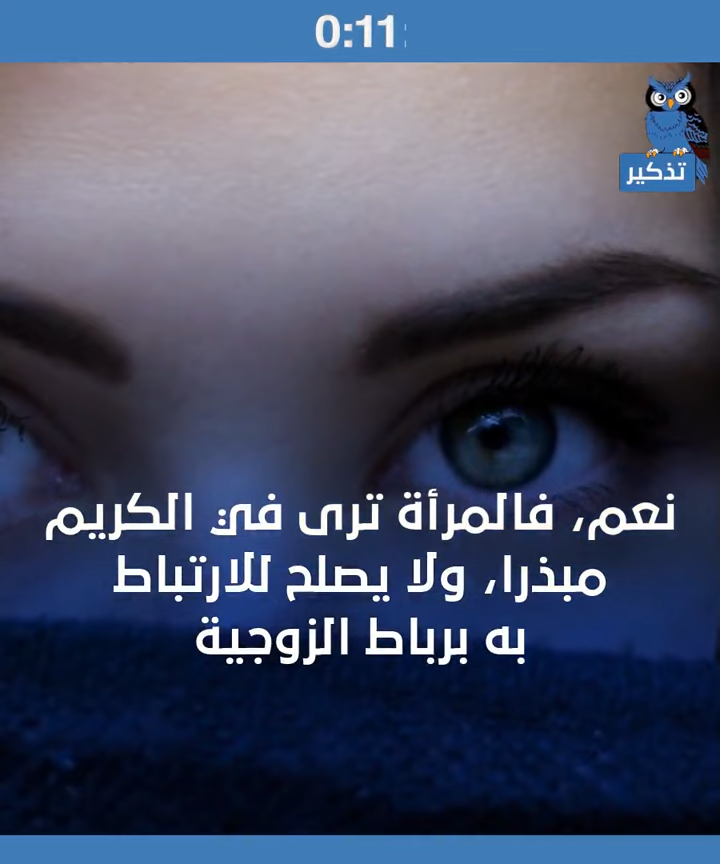 0:11
تذكير
نعم، فالمرأة ترى في الكريم
مبذرا، ولا يصلح للارتباط
به برباط الزوجية